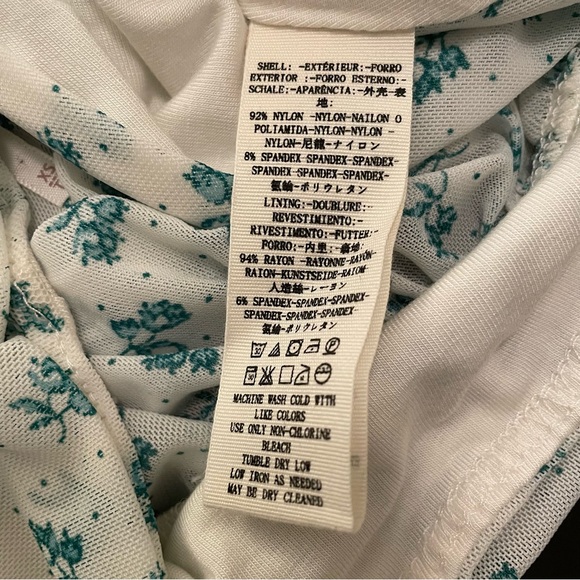 SHELL: -EXTÉRIEUR:-FORRO
EXTERIOR :-FORRO ESTERNO:-
SCHALE:-APARÊNCIA:-外壳-表
地:
92% NYLON -NYLON-NAILON O
POLIAMIDA-NYLON-NYLON-
NYLON-尼龍-ナイロン
8% SPANDEX-SPANDEX-SPANDEX-
SPANDEX-SPANDEX-SPANDEX-
氨綸-ポリウレタン
LINING:-DOUBLURE:-
REVESTIMIENTO:-
RIVESTIMENTO:-FUTTER:-
FORRO:-内里:-裏地:
94% RAYON -RAYONNE-RAYÓN-
RAION-KUNSTSEIDE-RAIOM-
人造絲-レーヨン
6% SPANDEX-SPANDEX-SPANDEX-
SPANDEX-SPANDEX-SPANDEX-
氨綸-ポリウレタン
MACHINE WASH COLD WITH
LIKE COLORS
USE ONLY NON-CHLORINE
BLEACH
TUMBLE DRY LOW
LOW IRON AS NEEDED
MAY BE DRY CLEANED